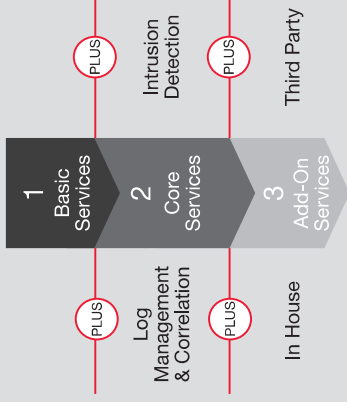 1
Basic
Services
PLUS
PLUS
Log
Management
& Correlation
2
Core
Services
Intrusion
Detection
PLUS
PLUS
In House
3
Add-On
Services
Third Party